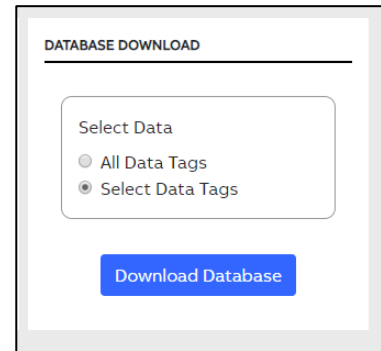 DATABASE DOWNLOAD
Select Data
All Data Tags
Select Data Tags
Download Database